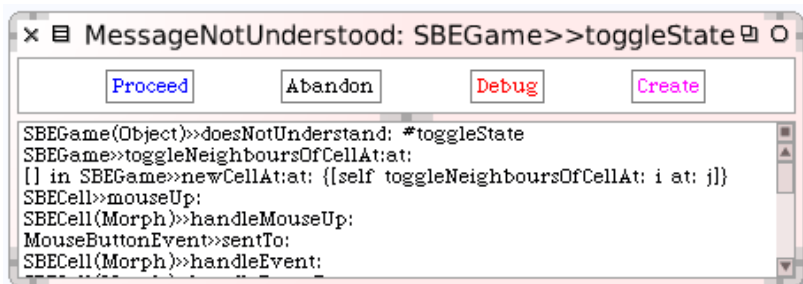 MessageNotUnderstood: SBEGame>>toggleState
Proceed Abandon Debug Create
SBEGame(Object)>>doesNotUnderstand: #toggleState
SBEGame>>toggleNeighboursOfCellAt:at:
[] in SBEGame>>newCellAt:at: {[self toggleNeighboursOfCellAt: i at: j]}
SBECell>>mouseUp:
SBECell(Morph)>>handleMouseUp:
MouseButtonEvent>>sentTo:
SBECell(Morph)>>handleEvent: